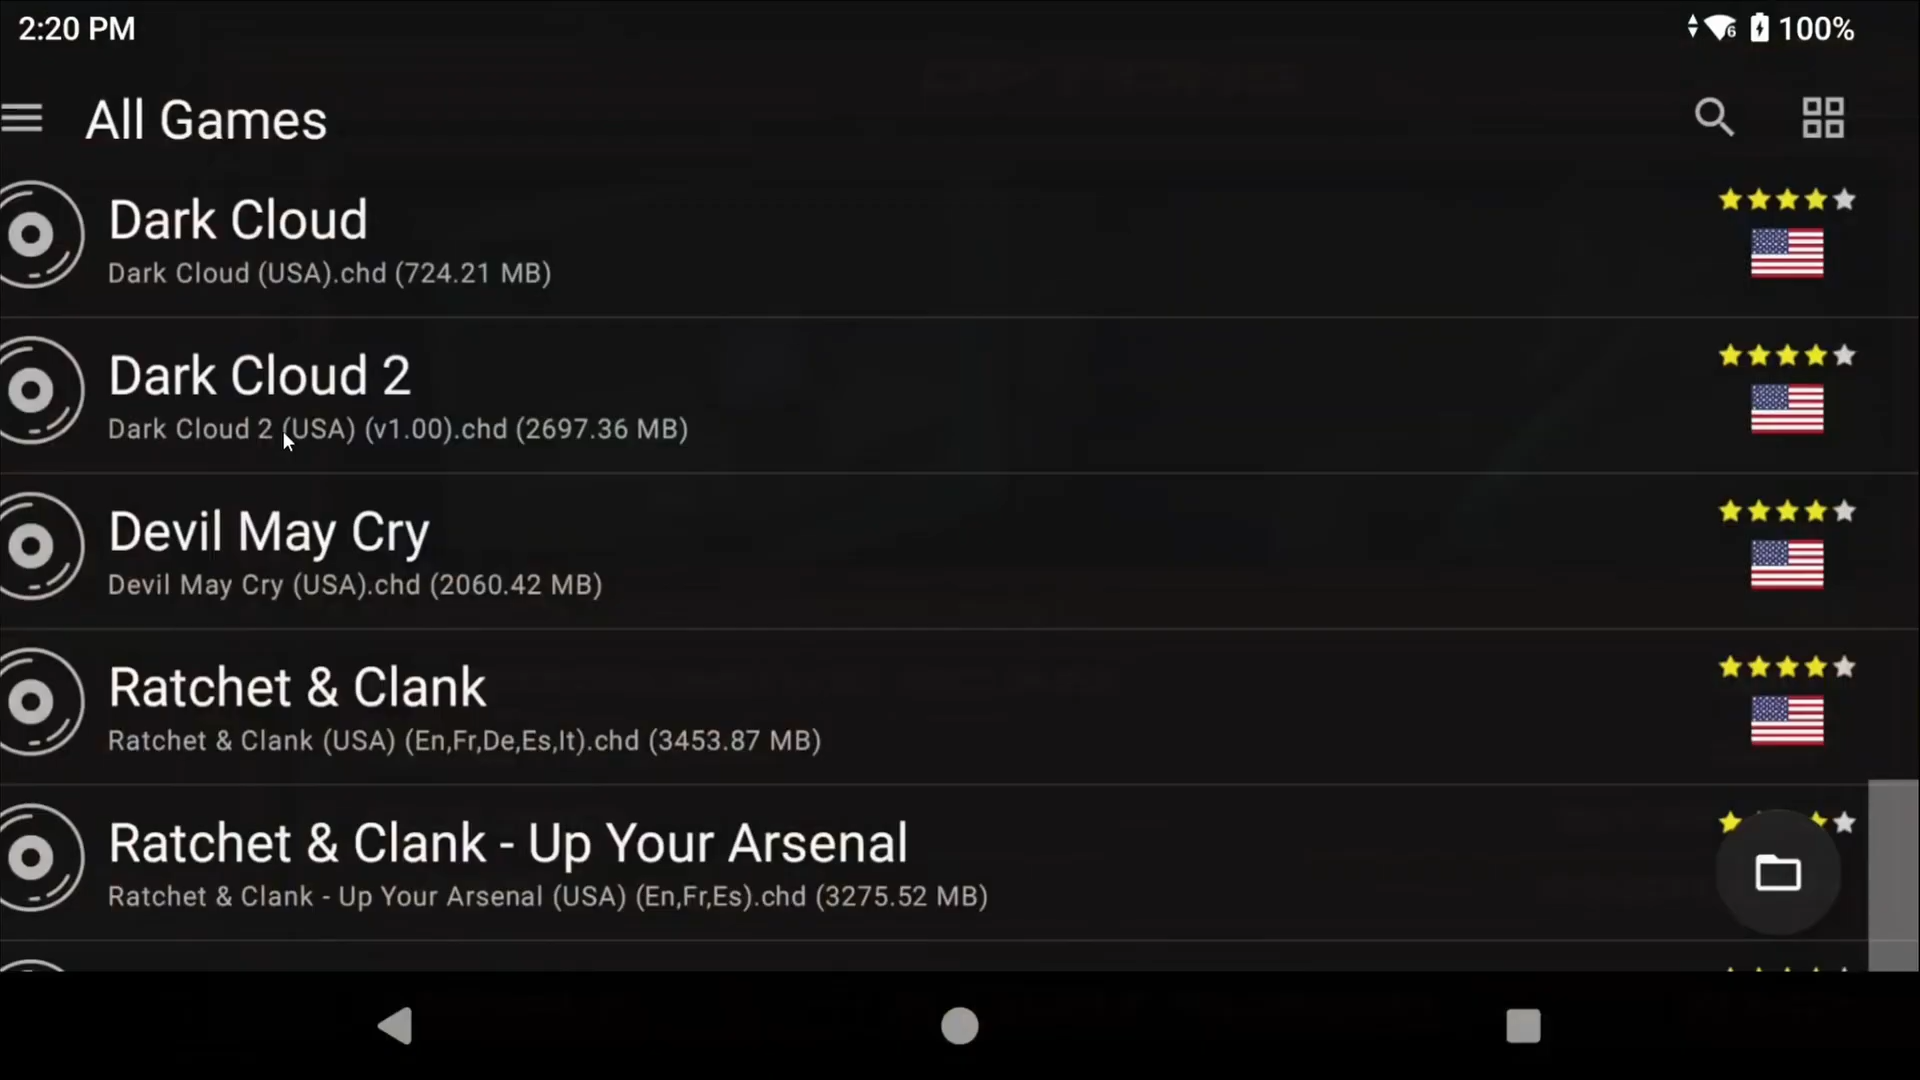 2:20 PM
6 100%
All Games
Dark Cloud
Dark Cloud (USA).chd (724.21 MB)
Dark Cloud 2
Dark Cloud 2 (USA) (v1.00).chd (2697.36 MB)
Devil May Cry
Devil May Cry (USA).chd (2060.42 MB)
Ratchet & Clank
Ratchet & Clank (USA) (En,Fr,De,Es,It).chd (3453.87 MB)
Ratchet & Clank - Up Your Arsenal
Ratchet & Clank - Up Your Arsenal (USA) (En,Fr,Es).chd (3275.52 MB)